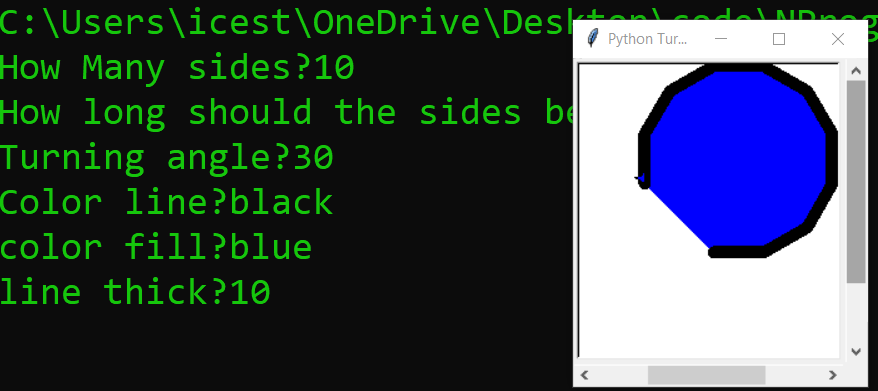 C:\Users\icest\OneDrive\Desktop\code\NBprog
Python Tur...
How Many sides?10
How long should the sides be
Turning angle?30
Color line?black
color fill?blue
line thick?10